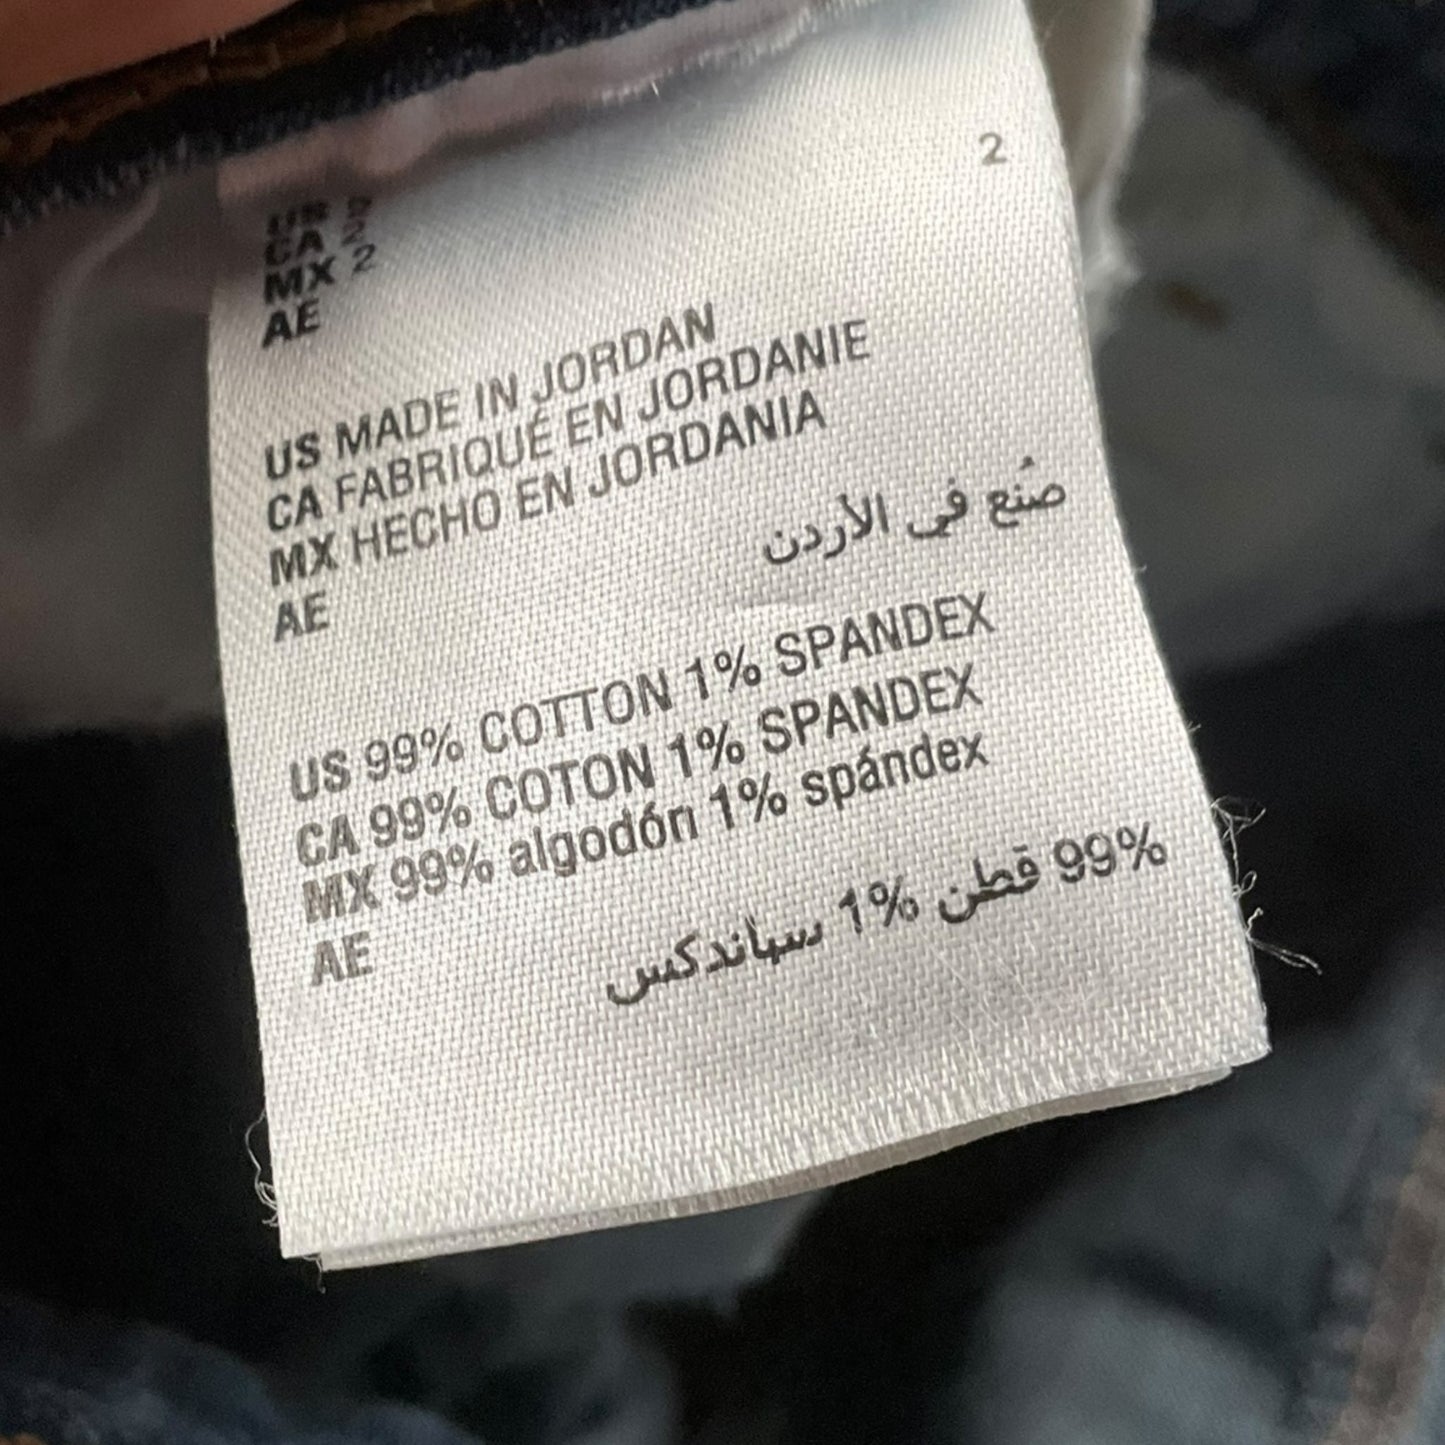 US 2
CA 2
MX 2
AE 2
US MADE IN JORDAN
CA FABRIQUÉ EN JORDANIE
MX HECHO EN JORDANIA
AE صُنع في الأردن
US 99% COTTON 1% SPANDEX
CA 99% COTON 1% SPANDEX
MX 99% algodón 1% spándex
AE 99% قطن 1% سباندكس